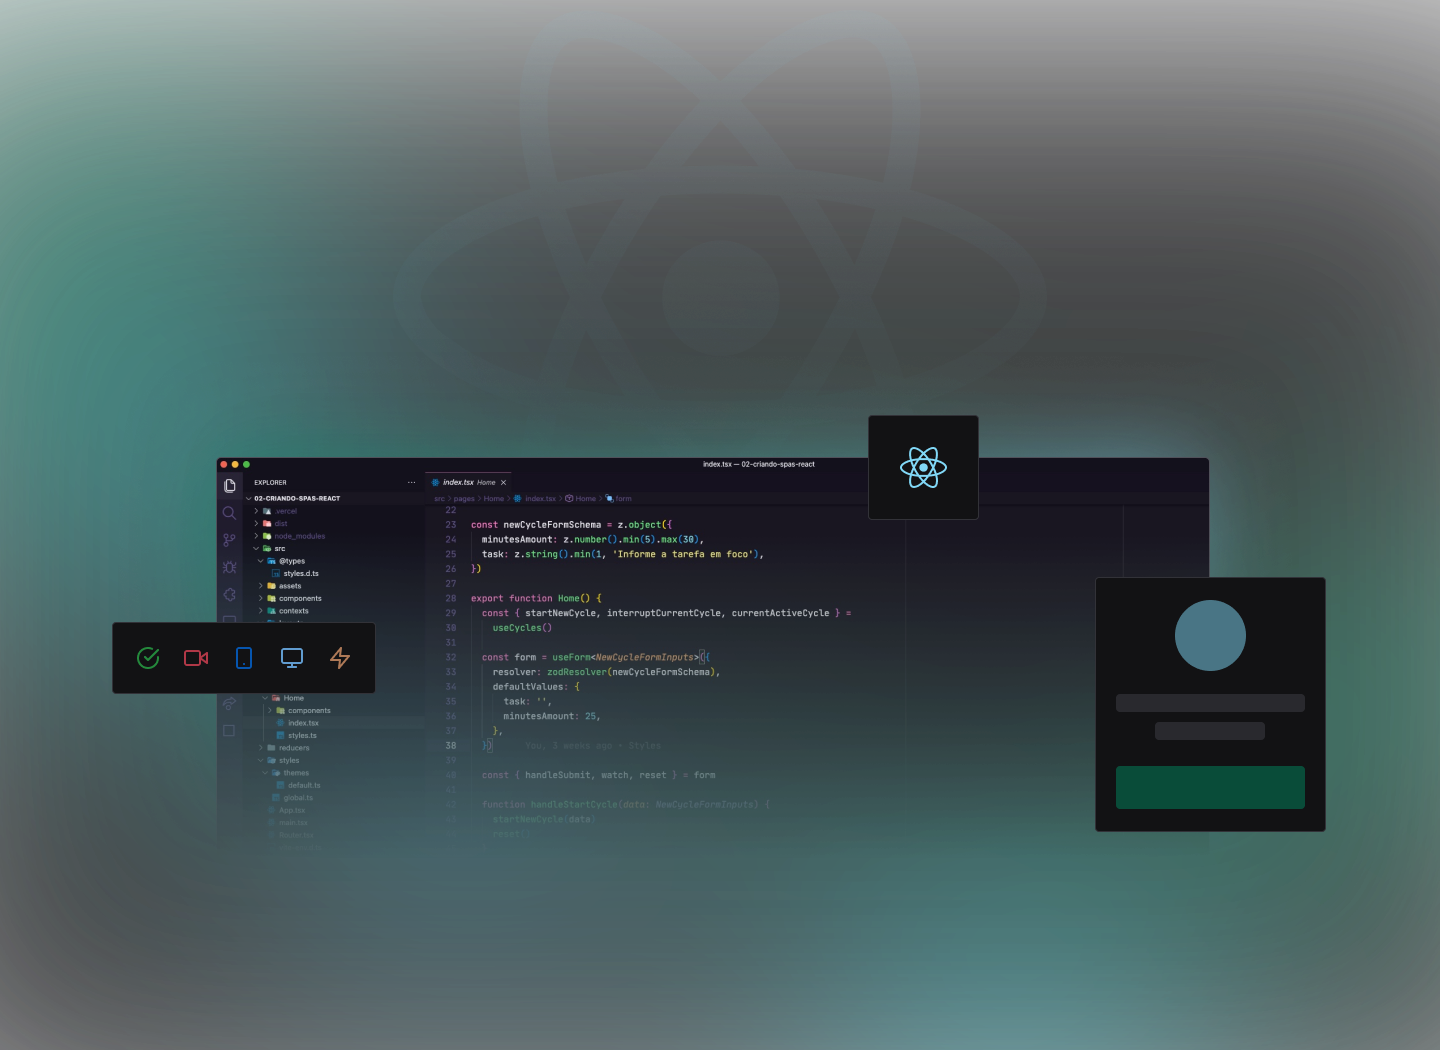 index.tsx — 02-criando-spas-react
EXPLORER
02-CRIANDO-SPAS-REACT
.vercel
dist
node_modules
src
@types
styles.d.ts
assets
components
contexts
Home
components
index.tsx
styles.ts
reducers
styles
themes
default.ts
global.ts
App.tsx
main.tsx
Router.tsx
index.tsx Home
src > pages > Home > index.tsx > Home > form
22
23 const newCycleFormSchema = z.object({
24 minutesAmount: z.number().min(5).max(30),
25 task: z.string().min(1, 'Informe a tarefa em foco'),
26 })
27
28 export function Home() {
29 const { startNewCycle, interruptCurrentCycle, currentActiveCycle } =
30 useCycles()
31
32 const form = useForm<NewCycleFormInputs>({
33 resolver: zodResolver(newCycleFormSchema),
34 defaultValues: {
35 task: '',
36 minutesAmount: 25,
37 },
38 }) You, 3 weeks ago • Styles
39
40 const { handleSubmit, watch, reset } = form
41
42 function handleStartCycle(data: NewCycleFormInputs) {
startNewCycle(data)
reset()